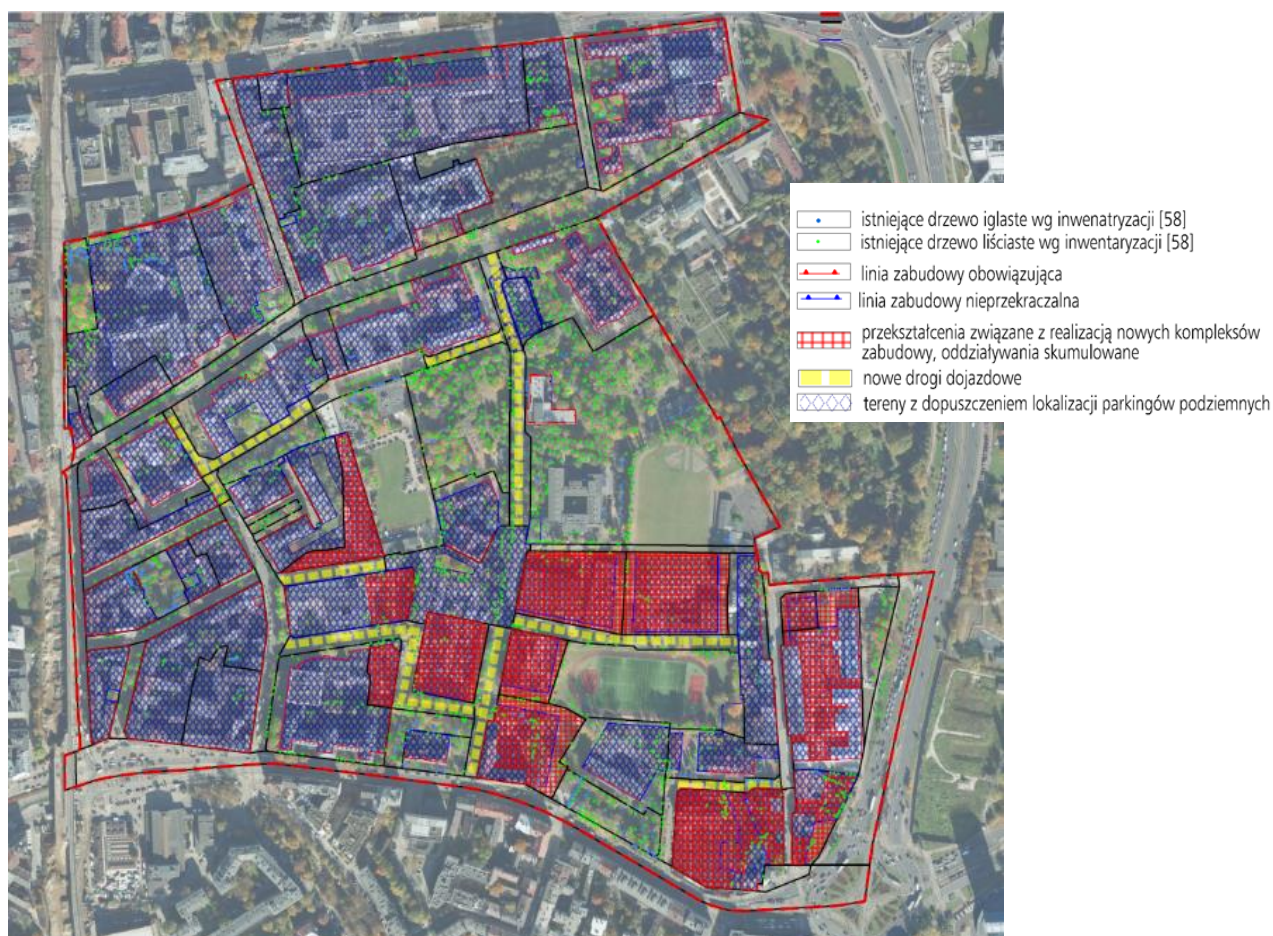 istniejące drzewo iglaste wg inwenatryzacji [58]
istniejące drzewo liściaste wg inwentaryzacji [58]
linia zabudowy obowiązująca
linia zabudowy nieprzekraczalna
przekształcenia związane z realizacją nowych kompleksów
zabudowy, oddziaływania skumulowane
nowe drogi dojazdowe
tereny z dopuszczeniem lokalizacji parkingów podziemnych